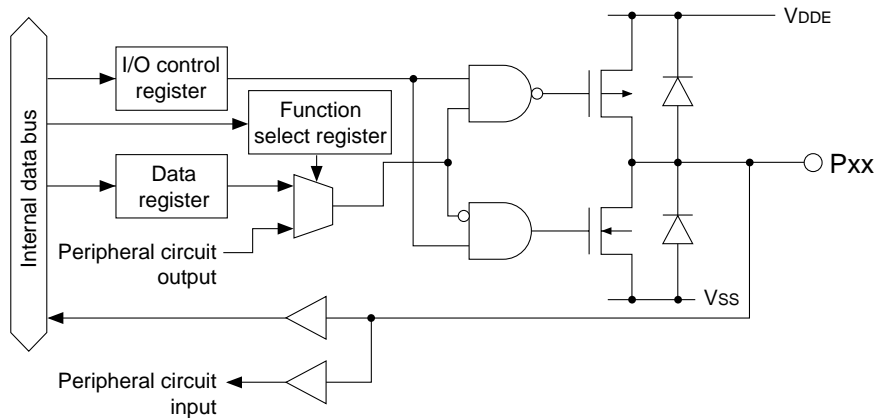 VDDE
I/O control
register
Function
select register
Internal data bus
Data
register
Pxx
Peripheral circuit
output
VSS
Peripheral circuit
input